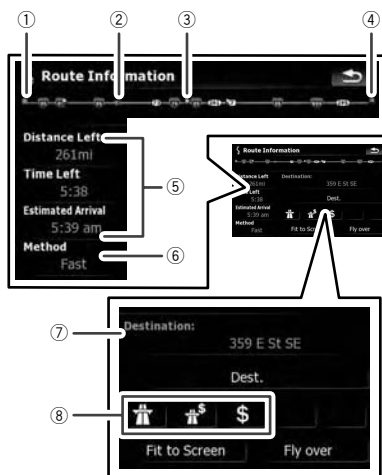 ① ② ③ ④
Route Information
Distance Left
261mi
Time Left
5:38
Estimated Arrival
5:39 am
Method
Fast
⑤
⑥
Route Information
Distance Left
261mi
Left
5:38
Estimated Arrival
5:39 am
Method
Fast
Destination:
359 E St SE
Dest.
$
$
Fit to Screen
Fly over
⑦
Destination:
359 E St SE
Dest.
⑧
$
$
Fit to Screen
Fly over